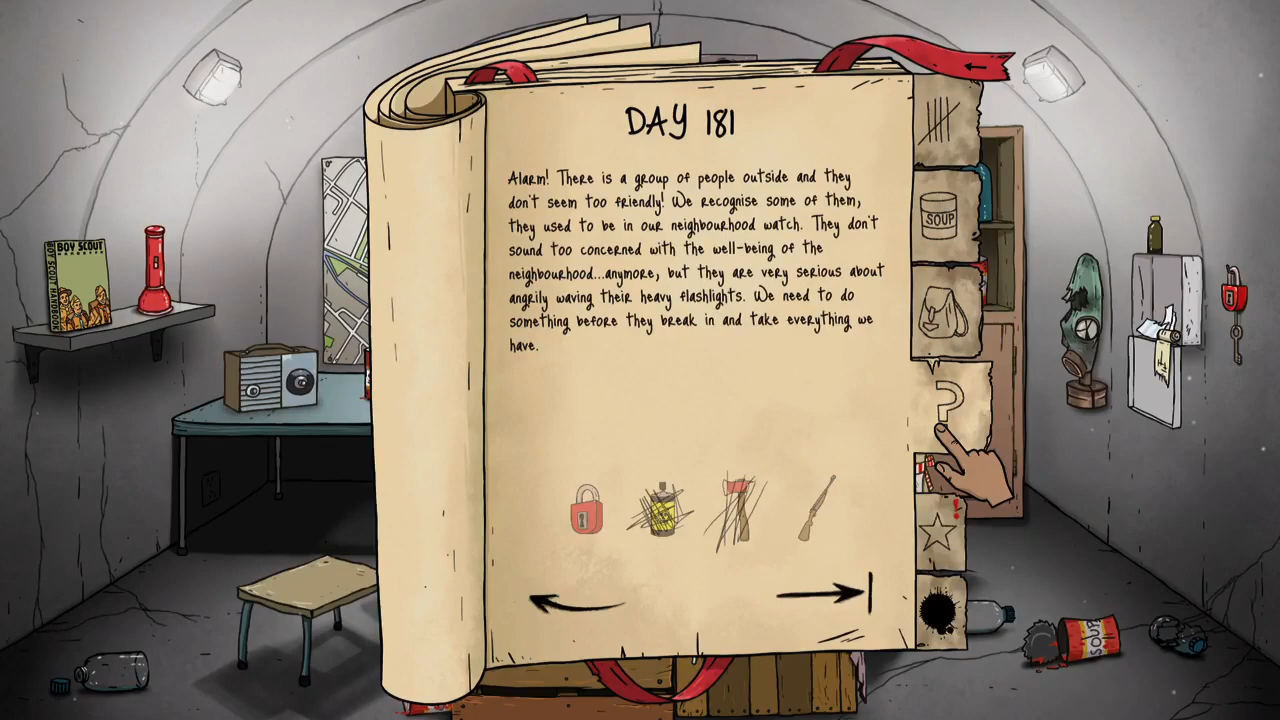 DAY 181
Alarm! There is a group of people outside and they
don't seem too friendly! We recognise some of them,
they used to be in our neighbourhood watch. They don't
sound too concerned with the well-being of the
neighbourhood...anymore, but they are very serious about
angrily waving their heavy flashlights. We need to do
something before they break in and take everything we
have.
SOUP
?
!
BOY SCOUT
BOY SCOUT HANDBOOK
SOUP